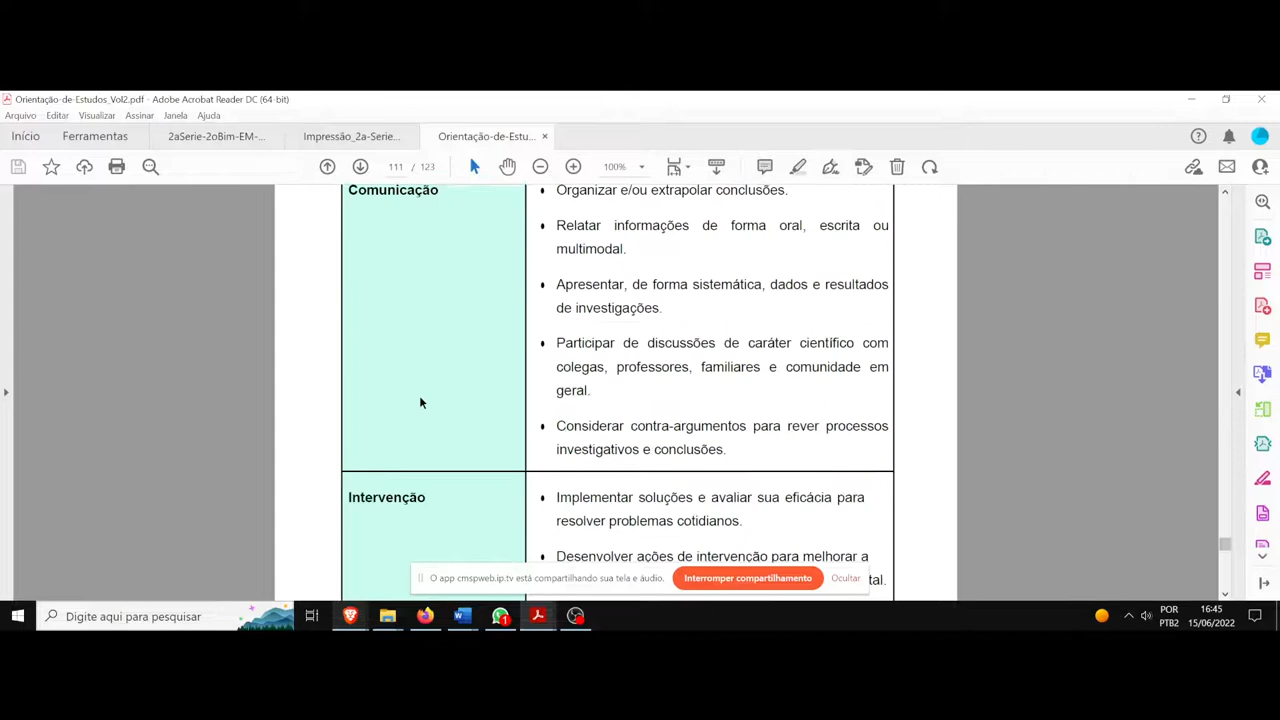 Orientação-de-Estudos_Vol2.pdf - Adobe Acrobat Reader DC (64-bit)
Arquivo Editar Visualizar Assinar Janela Ajuda
Início Ferramentas 2aSerie-2oBim-EM-... Impressão_2a-Serie... Orientação-de-Estu... ×
111 / 123 100%
Comunicação
• Organizar e/ou extrapolar conclusões.
• Relatar informações de forma oral, escrita ou
multimodal.
• Apresentar, de forma sistemática, dados e resultados
de investigações.
• Participar de discussões de caráter científico com
colegas, professores, familiares e comunidade em
geral.
• Considerar contra-argumentos para rever processos
investigativos e conclusões.
Intervenção
• Implementar soluções e avaliar sua eficácia para
resolver problemas cotidianos.
• Desenvolver ações de intervenção para melhorar a
tal.
O app cmspweb.ip.tv está compartilhando sua tela e áudio. Interromper compartilhamento Ocultar
Digite aqui para pesquisar
1
POR
PTB2
16:45
15/06/2022